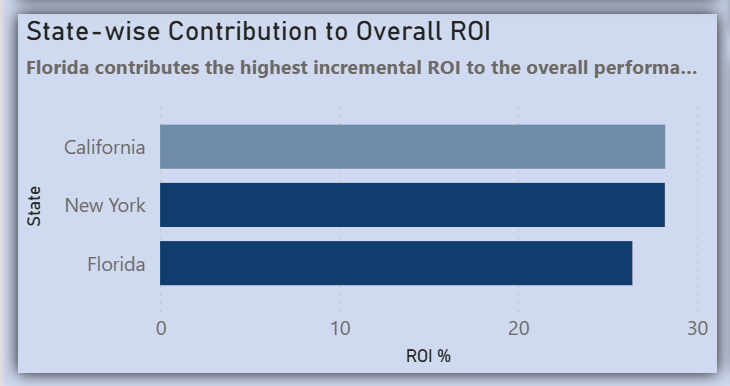 State-wise Contribution to Overall ROI
Florida contributes the highest incremental ROI to the overall performa...
California
New York
Florida
State
0 10 20 30
ROI %